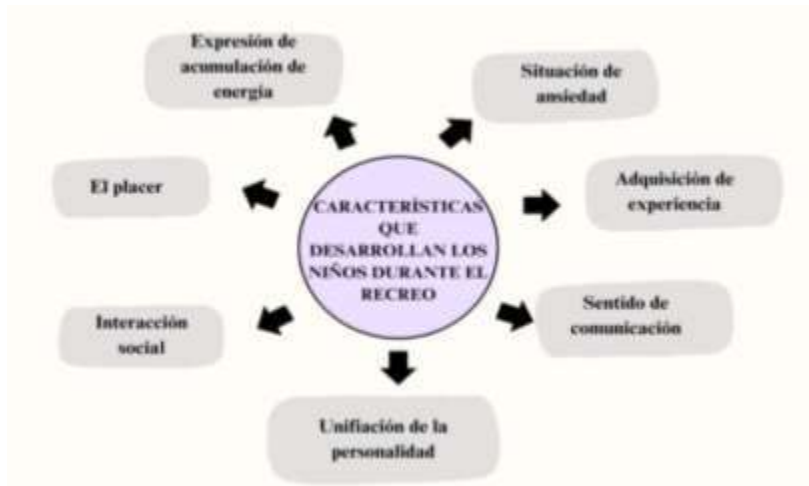 Expresión de
acumulación de
energía
Situación de
ansiedad
El placer
CARACTERÍSTICAS
QUE
DESARROLLAN LOS
NIÑOS DURANTE EL
RECREO
Adquisición de
experiencia
Interacción
social
Sentido de
comunicación
Unifiación de la
personalidad